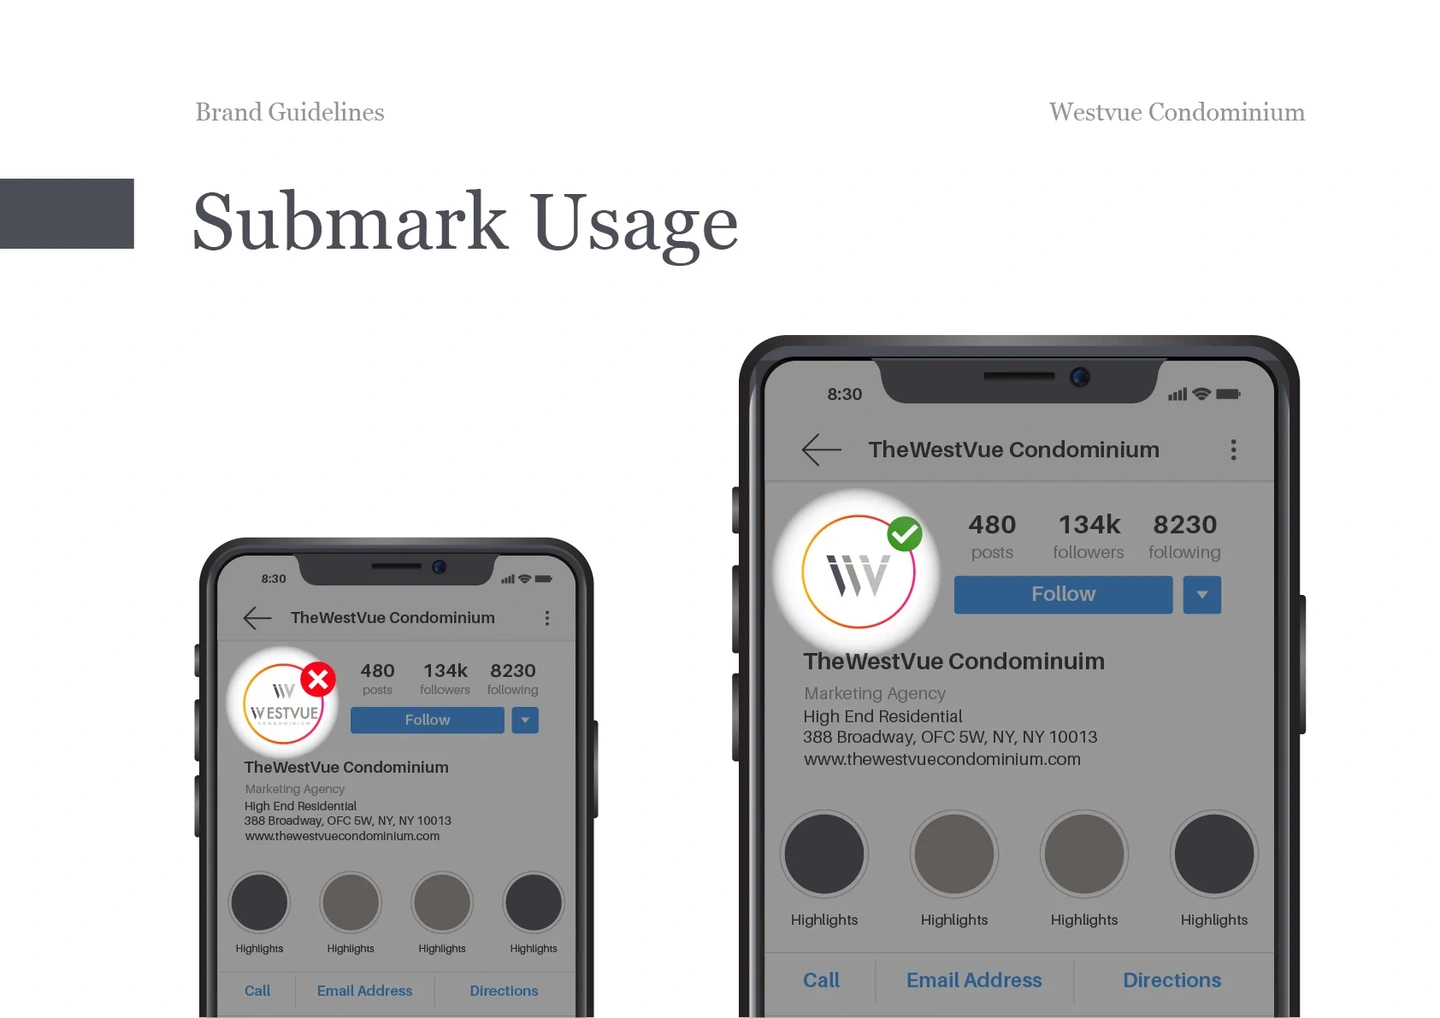 Brand Guidelines
Westvue Condominium
Submark Usage
8:30
TheWestVue Condominium
WESTVUE
CONDOMINIUM
480
134k
8230
posts
followers
following
Follow
TheWestVue Condominium
Marketing Agency
High End Residential
388 Broadway, OFC 5W, NY, NY 10013
www.thewestvuecondominium.com
Highlights
Highlights
Highlights
Highlights
Call
Email Address
Directions
8:30
TheWestVue Condominium
W
480
134k
8230
posts
followers
following
Follow
TheWestVue Condominuim
Marketing Agency
High End Residential
388 Broadway, OFC 5W, NY, NY 10013
www.thewestvuecondominium.com
Highlights
Highlights
Highlights
Highlights
Call
Email Address
Directions